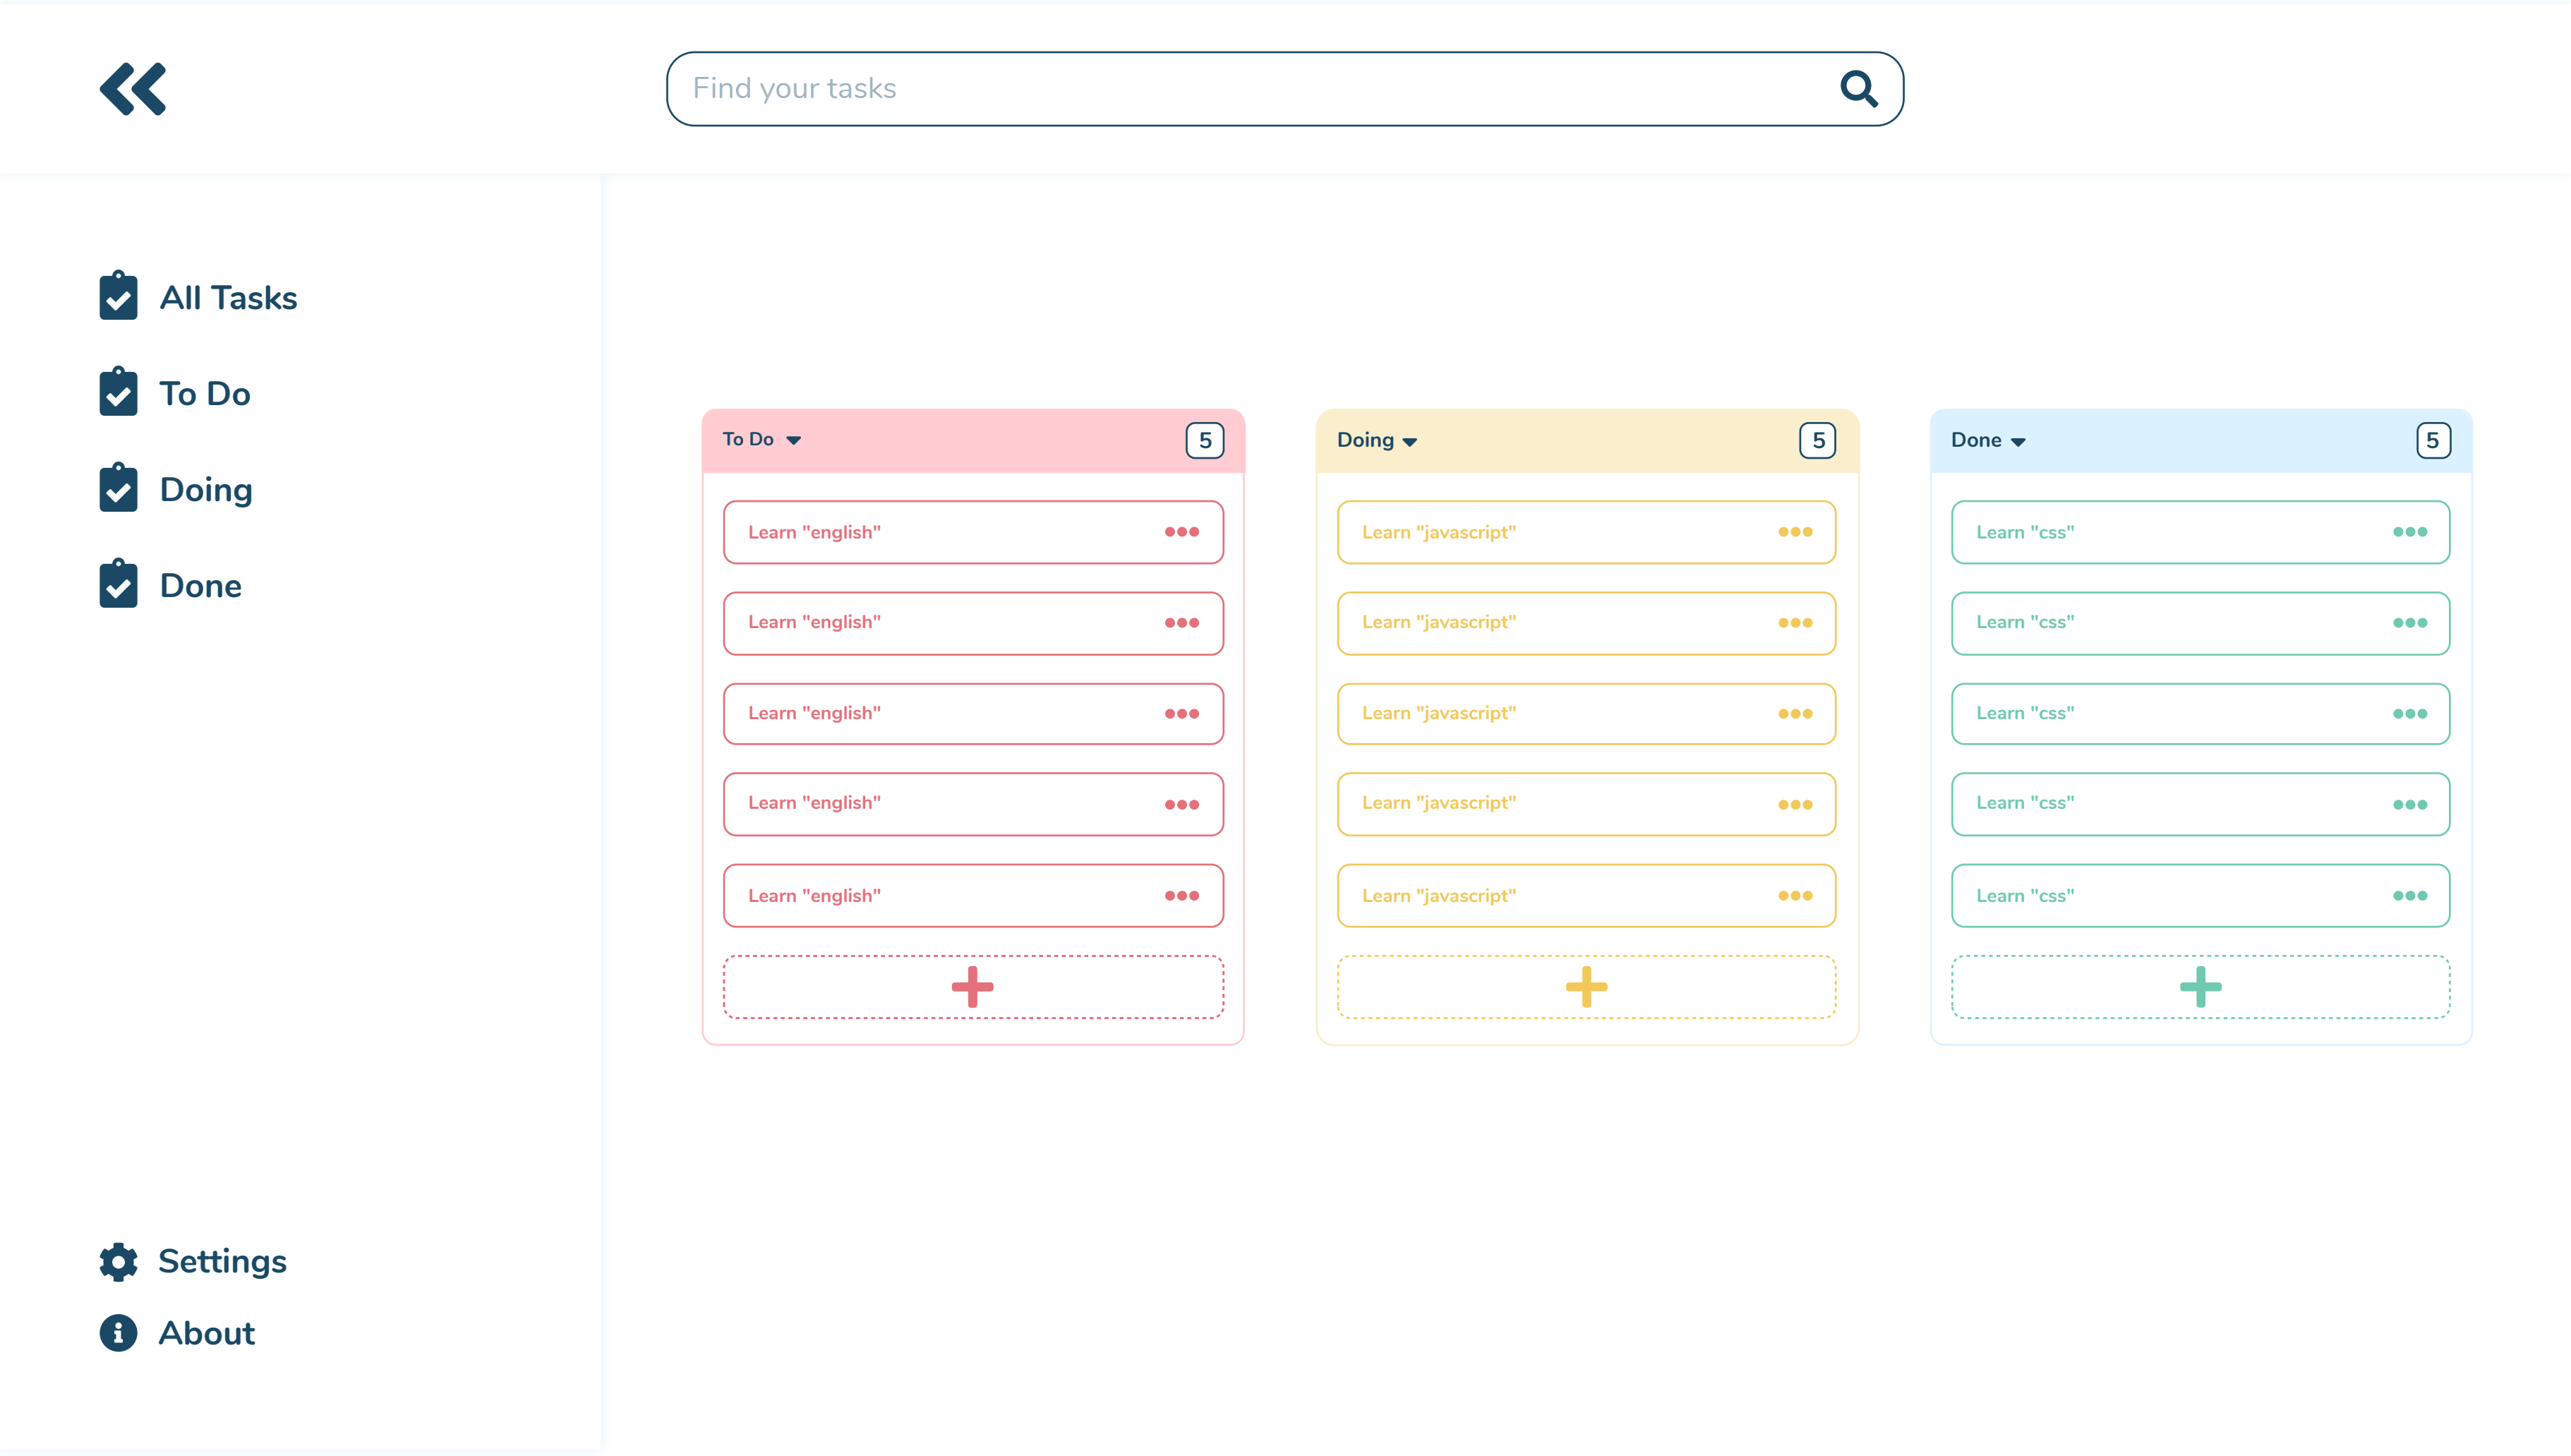 Find your tasks
All Tasks
To Do
Doing
Done
Settings
About
To Do 5
Learn "english"
Learn "english"
Learn "english"
Learn "english"
Learn "english"
Doing 5
Learn "javascript"
Learn "javascript"
Learn "javascript"
Learn "javascript"
Learn "javascript"
Done 5
Learn "css"
Learn "css"
Learn "css"
Learn "css"
Learn "css"